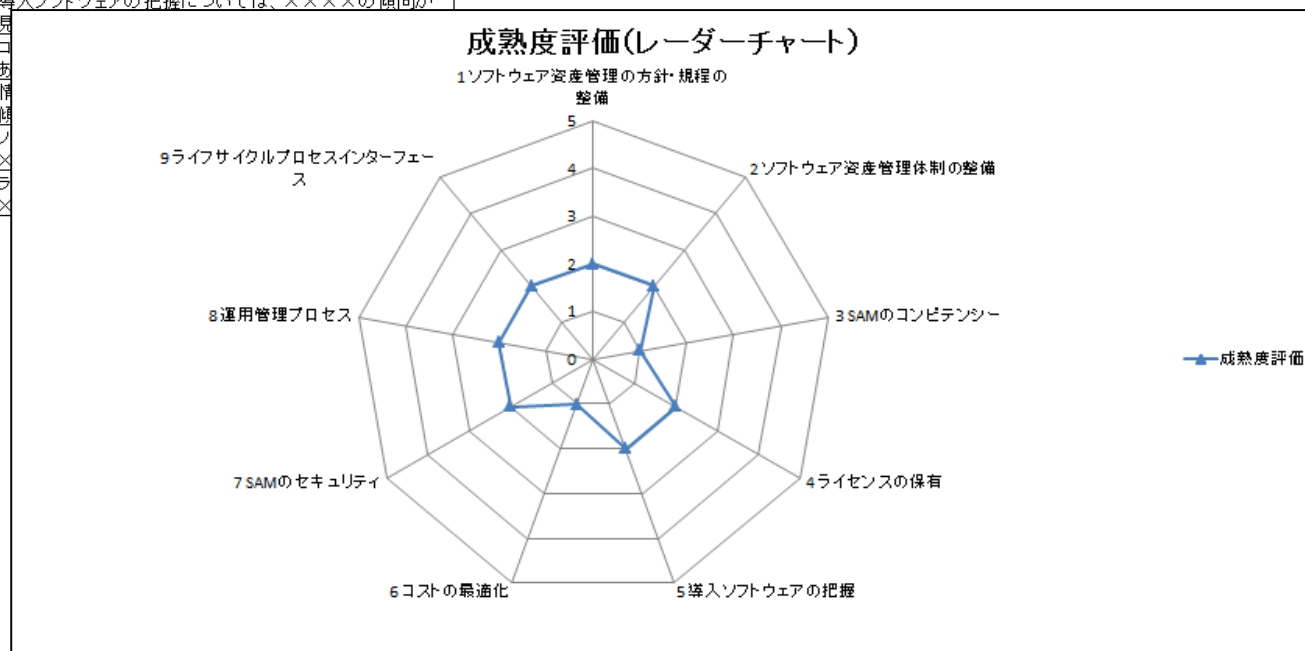 導入ソフトウェアの把握については、××××の傾向が
見
コ
あ
情
傾
ソ
×
ラ
×
成熟度評価(レーダーチャート)
1ソフトウェア資産管理の方針・規程の
整備
2ソフトウェア資産管理体制の整備
3 SAMのコンピテンシー
4ライセンスの保有
5導入ソフトウェアの把握
6コストの最適化
7 SAMのセキュリティ
8運用管理プロセス
9ライフサイクルプロセスインターフェー
ス
5
4
3
2
1
0
成熟度評価